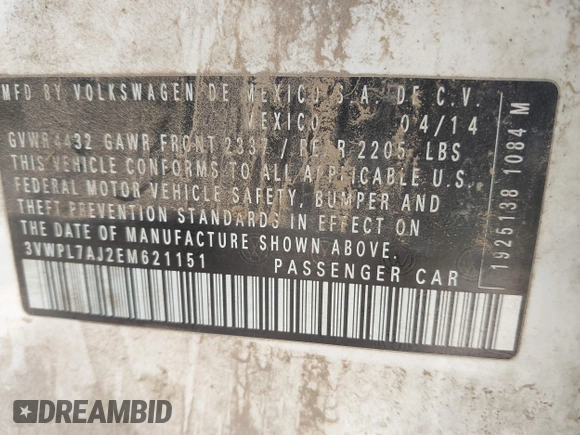 MFD BY VOLKSWAGEN DE MEXICO S.A. DE C.V.
MEXICO 04/14
GVWR 4432 GAWR FRONT 2337 / REAR 2205 LBS
THIS VEHICLE CONFORMS TO ALL APPLICABLE U.S.
FEDERAL MOTOR VEHICLE SAFETY, BUMPER AND
THEFT PREVENTION STANDARDS IN EFFECT ON
THE DATE OF MANUFACTURE SHOWN ABOVE.
3VWPL7AJ2EM621151 PASSENGER CAR
1925138 1084 M
DREAMBID